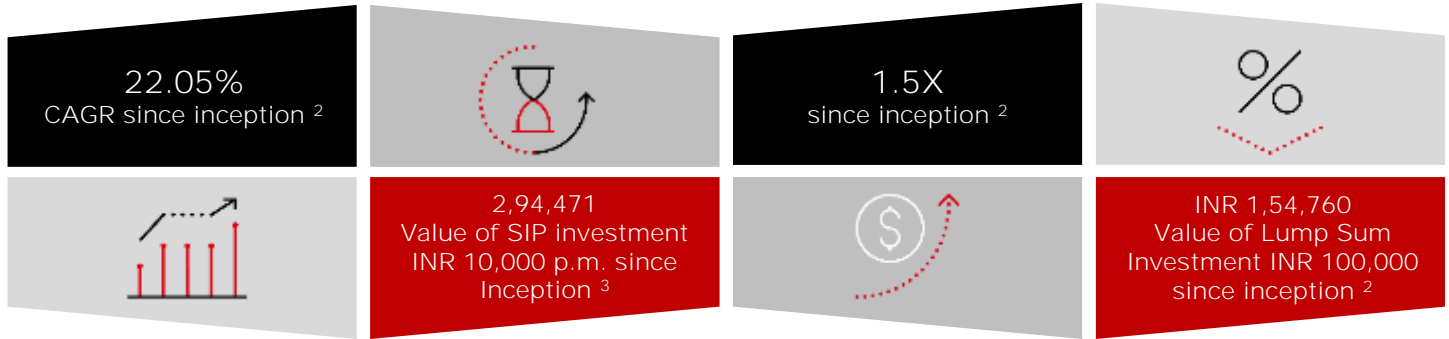 22.05%
CAGR since inception ²
1.5X
since inception ²
%
2,94,471
Value of SIP investment
INR 10,000 p.m. since
Inception ³
$
INR 1,54,760
Value of Lump Sum
Investment INR 100,000
since inception ²